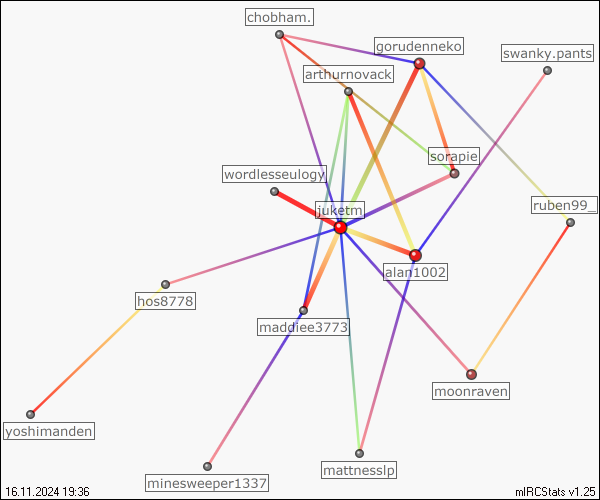 chobham.
gorudenneko
swanky.pants
arthurnovack
sorapie
wordlesseulogy
ruben99_
juketm
alan1002
hos8778
maddiee3773
moonraven
yoshimanden
mattnesslp
minesweeper1337
16.11.2024 19:36
mIRCStats v1.25